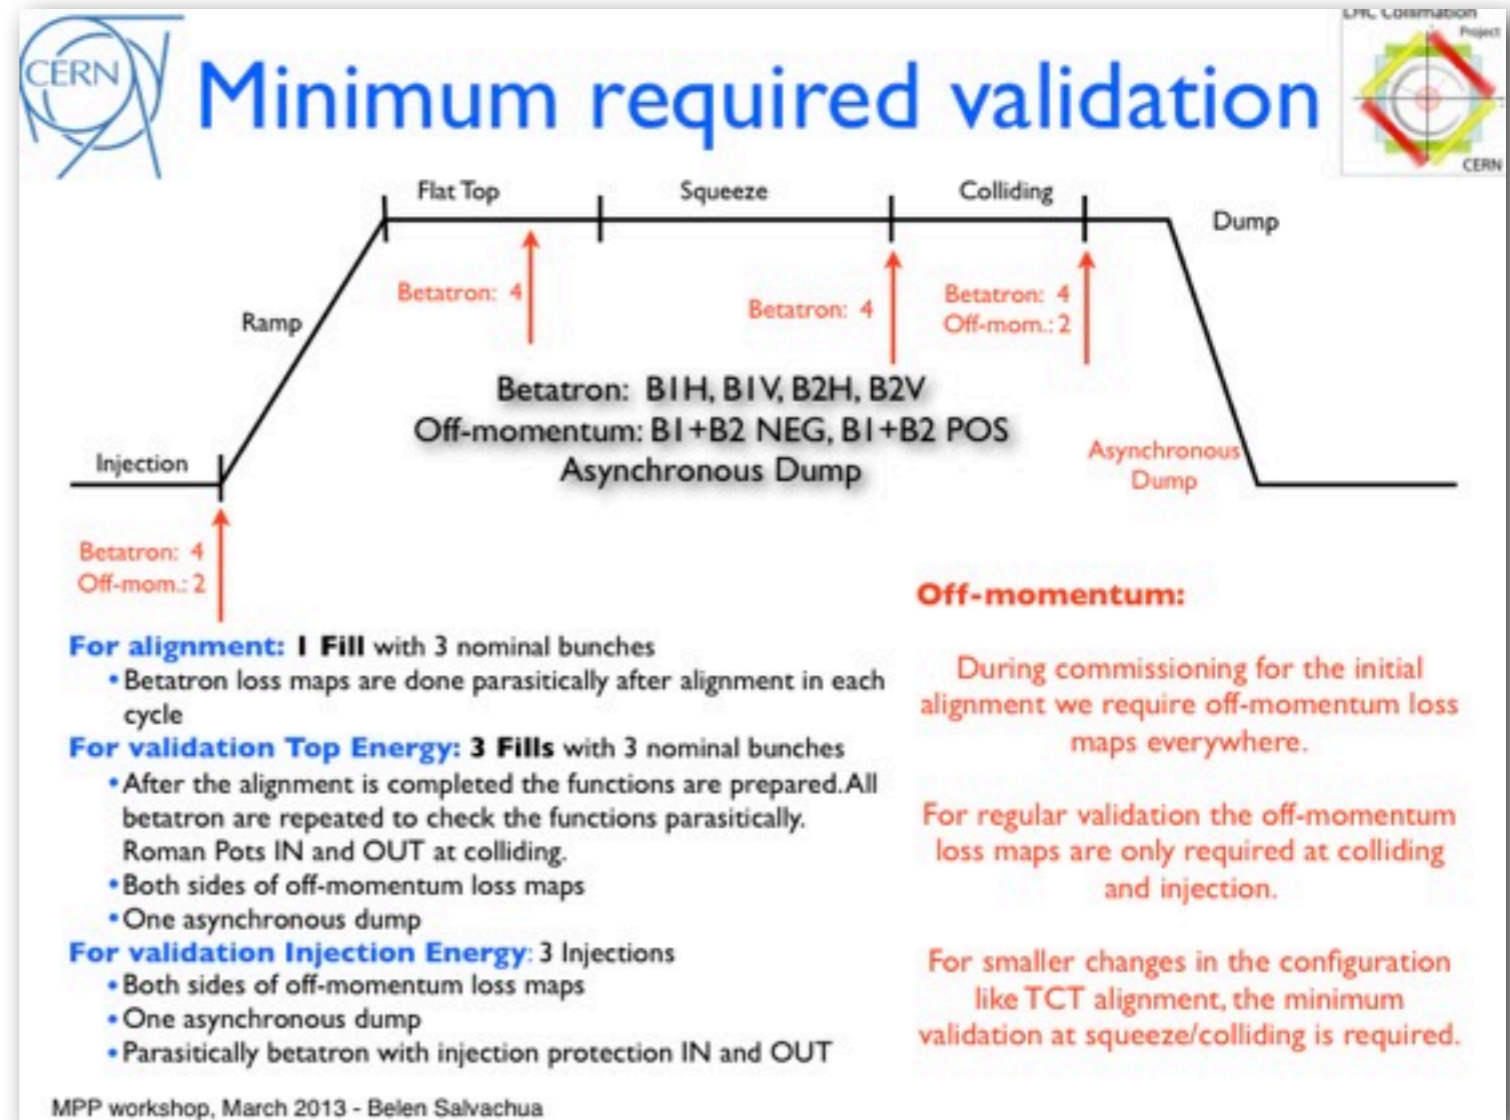 CERN
Minimum required validation
LHC Collimation
Project
CERN
Flat Top
Squeeze
Colliding
Dump
Betatron: 4
Betatron: 4
Betatron: 4
Off-mom.: 2
Ramp
Betatron: B1H, B1V, B2H, B2V
Off-momentum: B1+B2 NEG, B1+B2 POS
Asynchronous Dump
Injection
Asynchronous
Dump
Betatron: 4
Off-mom.: 2
For alignment: 1 Fill with 3 nominal bunches
• Betatron loss maps are done parasitically after alignment in each
cycle
For validation Top Energy: 3 Fills with 3 nominal bunches
• After the alignment is completed the functions are prepared. All
betatron are repeated to check the functions parasitically.
Roman Pots IN and OUT at colliding.
• Both sides of off-momentum loss maps
• One asynchronous dump
For validation Injection Energy: 3 Injections
• Both sides of off-momentum loss maps
• One asynchronous dump
• Parasitically betatron with injection protection IN and OUT
Off-momentum:
During commissioning for the initial
alignment we require off-momentum loss
maps everywhere.
For regular validation the off-momentum
loss maps are only required at colliding
and injection.
For smaller changes in the configuration
like TCT alignment, the minimum
validation at squeeze/colliding is required.
MPP workshop, March 2013 - Belen Salvachua